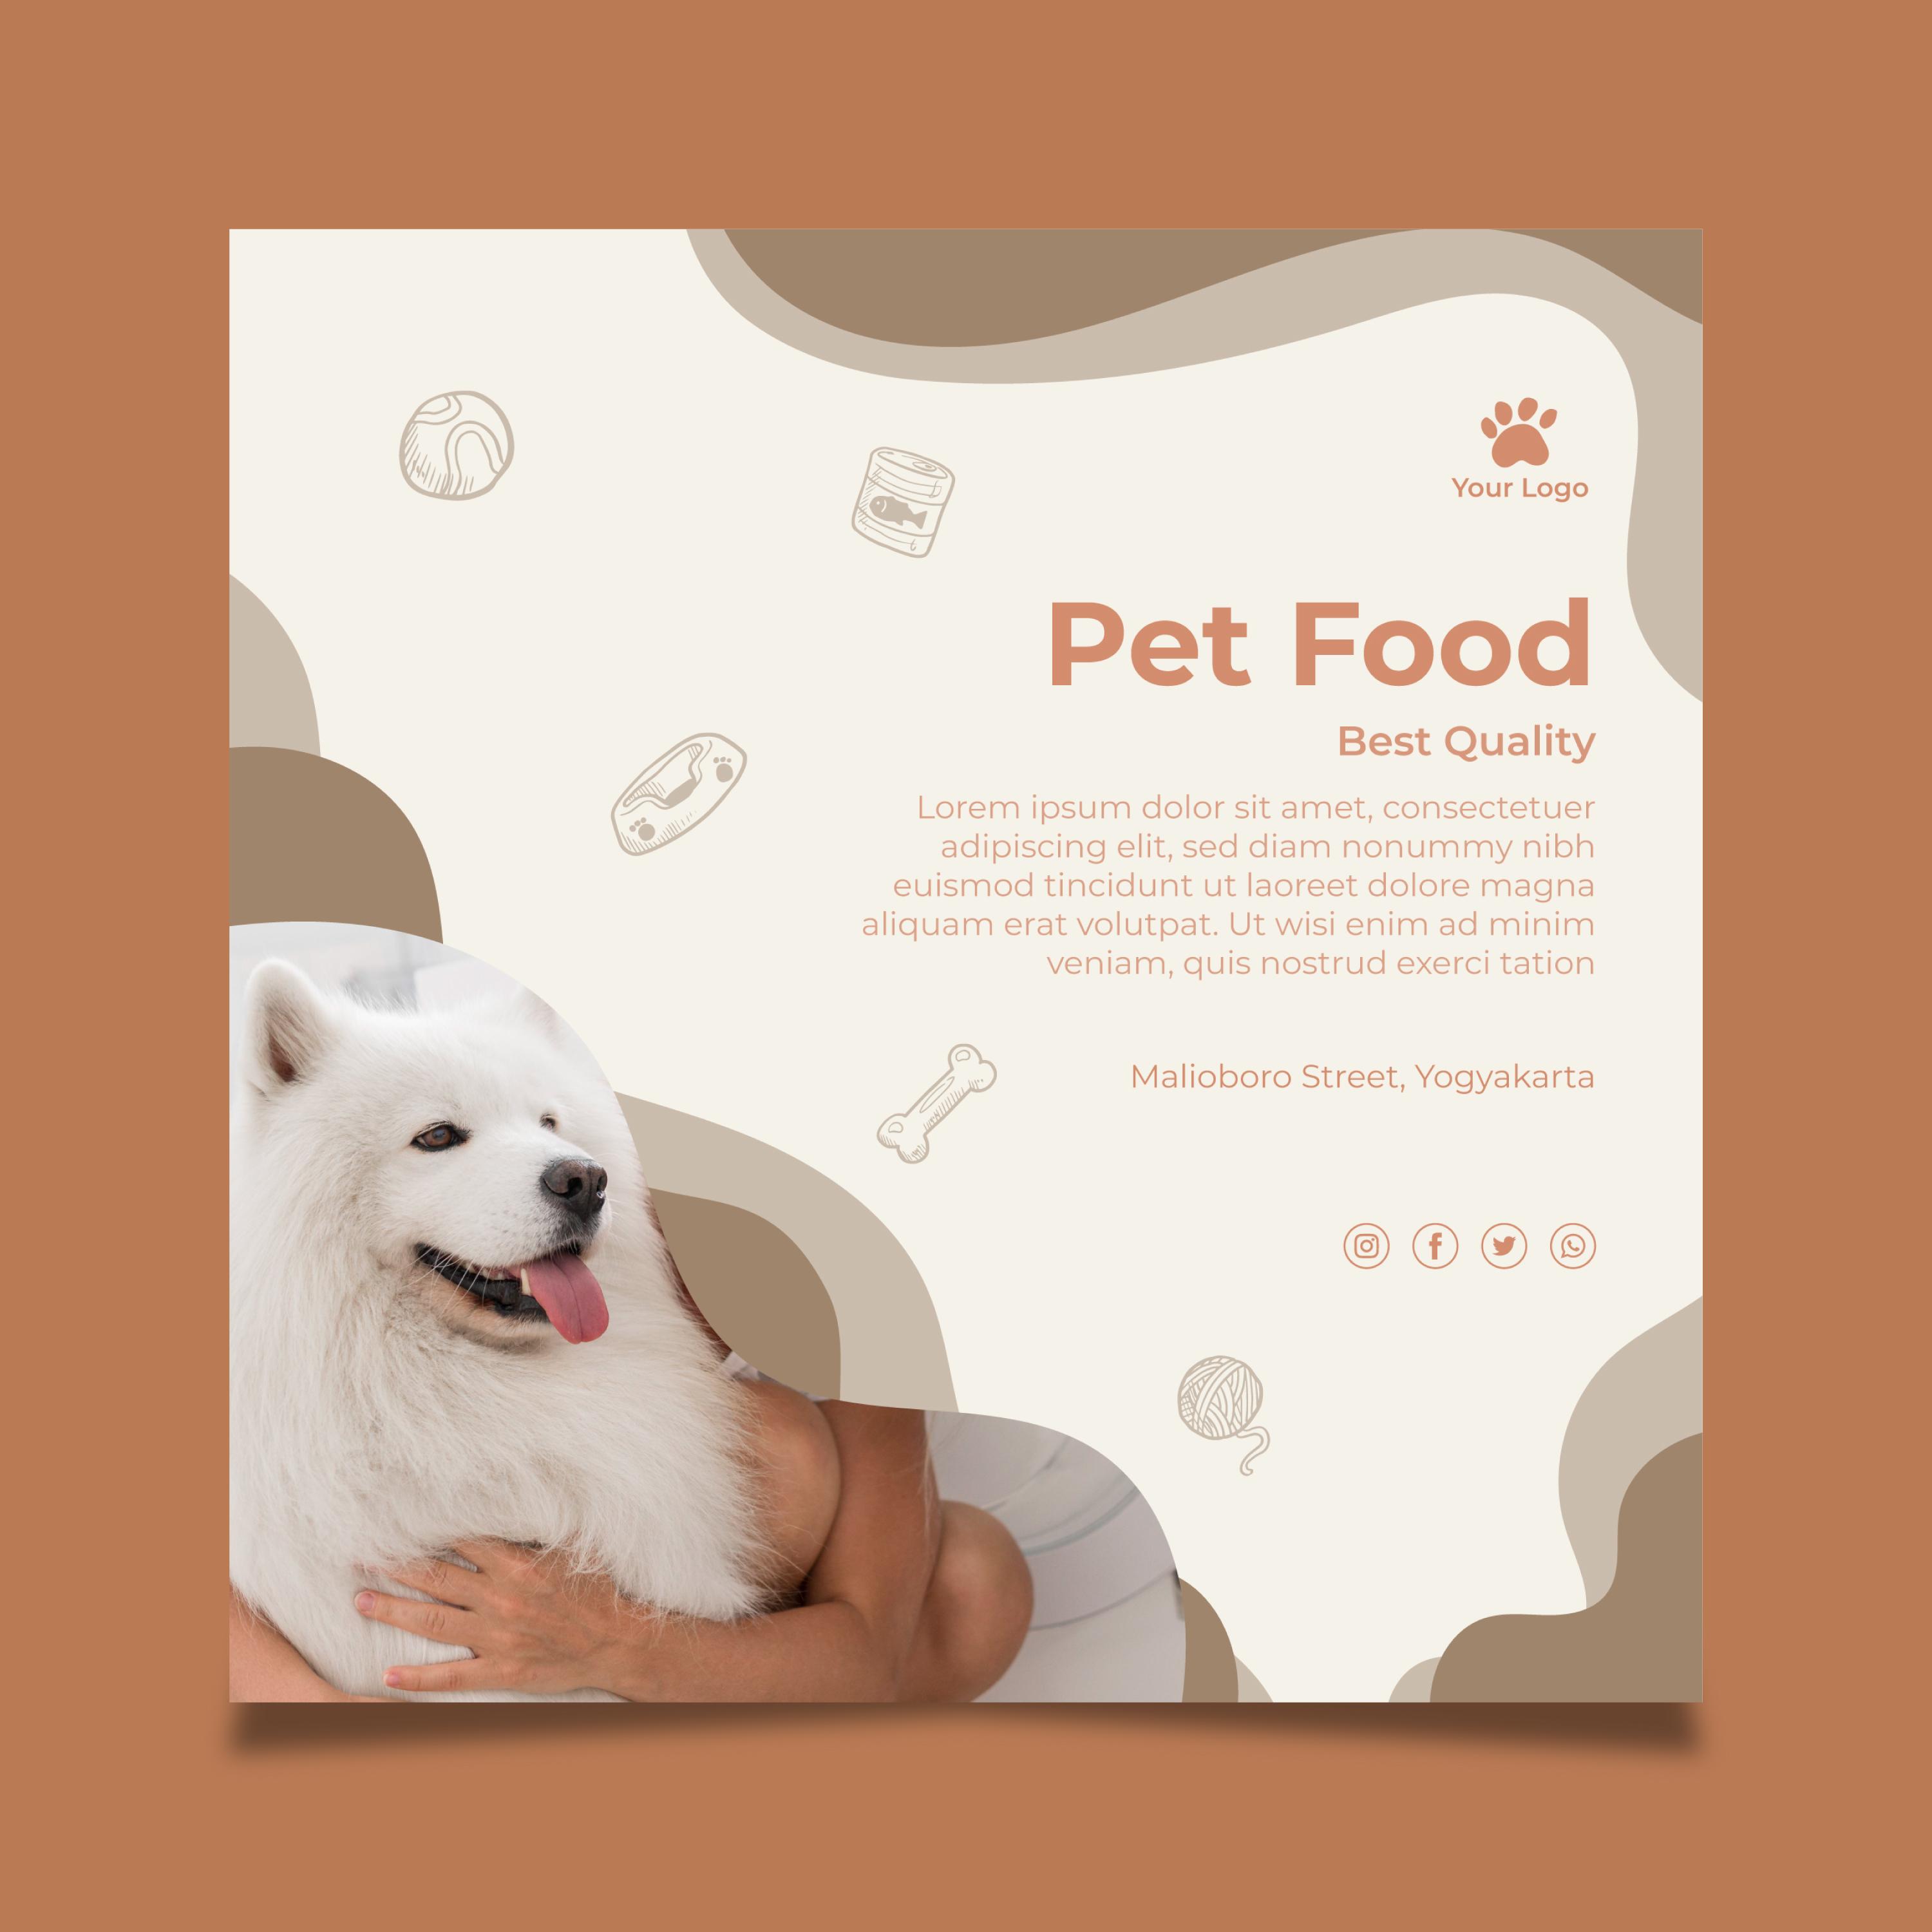 Your Logo
Pet Food
Best Quality
Lorem ipsum dolor sit amet, consectetuer
adipiscing elit, sed diam nonummy nibh
euismod tincidunt ut laoreet dolore magna
aliquam erat volutpat. Ut wisi enim ad minim
veniam, quis nostrud exerci tation
Malioboro Street, Yogyakarta